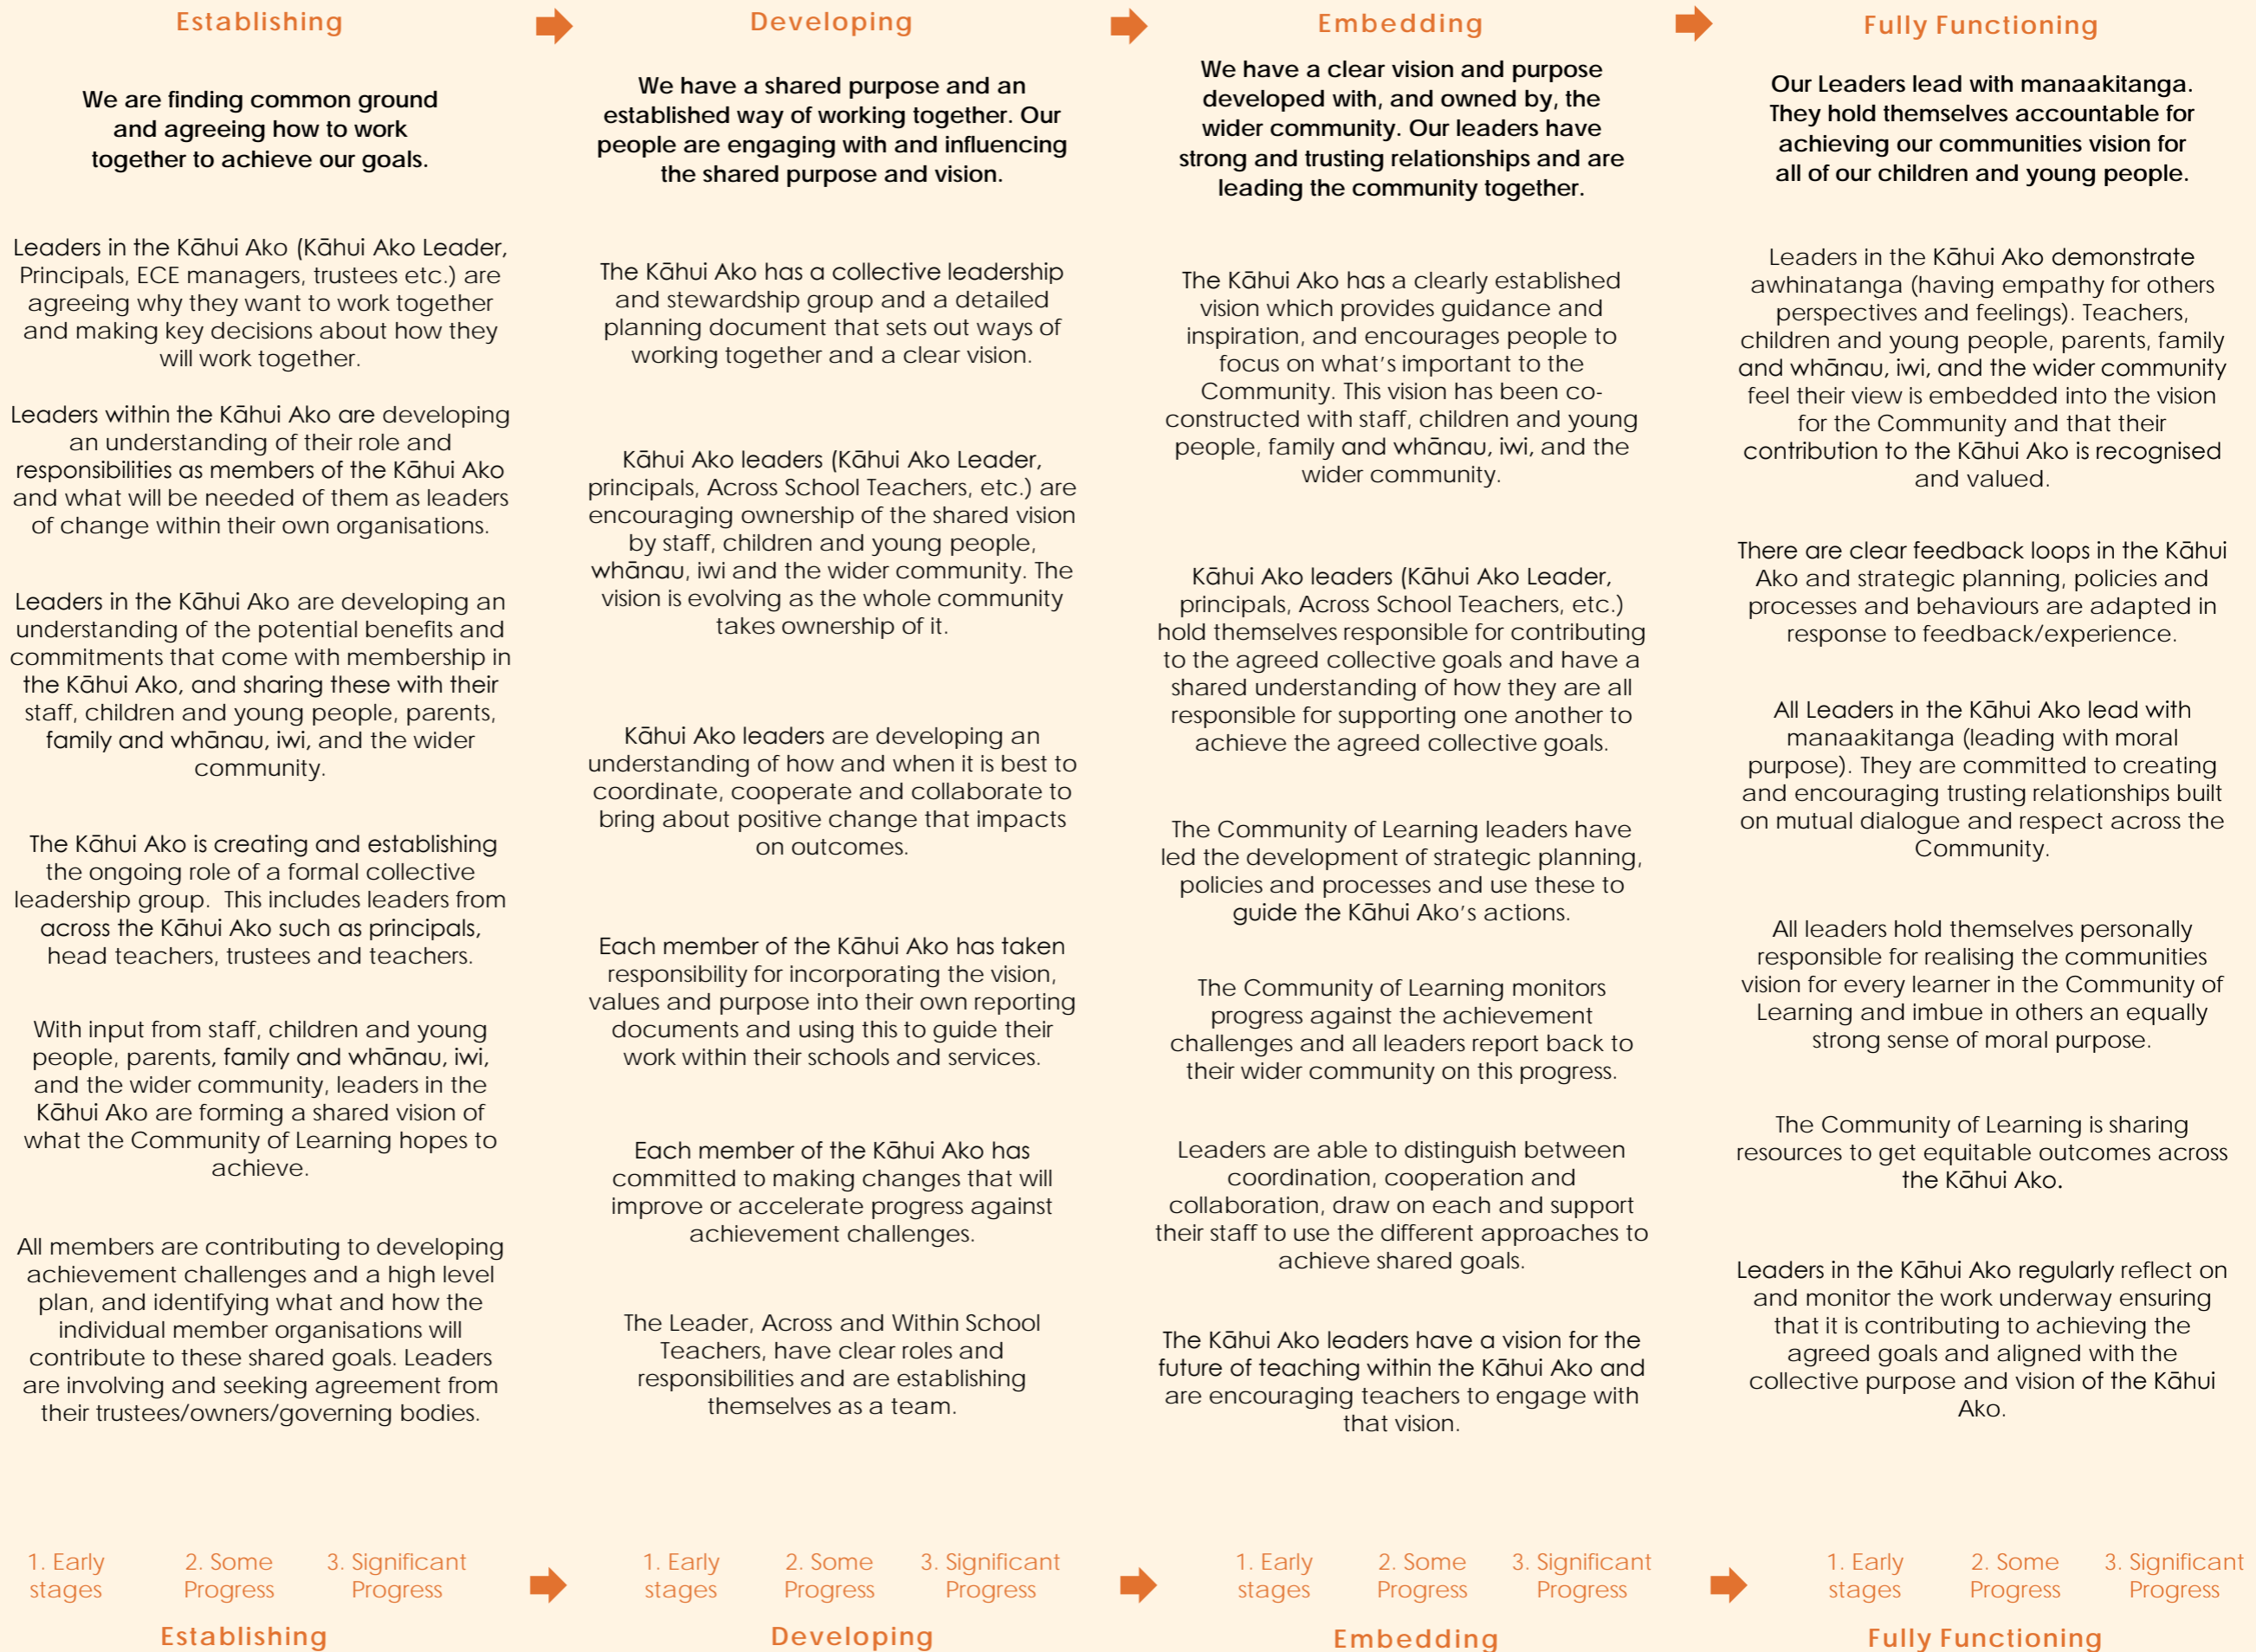 Establishing
We are finding common ground
and agreeing how to work
together to achieve our goals.
Leaders in the Kāhui Ako (Kāhui Ako Leader,
Principals, ECE managers, trustees etc.) are
agreeing why they want to work together
and making key decisions about how they
will work together.
Leaders within the Kāhui Ako are developing
an understanding of their role and
responsibilities as members of the Kāhui Ako
and what will be needed of them as leaders
of change within their own organisations.
Leaders in the Kāhui Ako are developing an
understanding of the potential benefits and
commitments that come with membership in
the Kāhui Ako, and sharing these with their
staff, children and young people, parents,
family and whānau, iwi, and the wider
community.
The Kāhui Ako is creating and establishing
the ongoing role of a formal collective
leadership group. This includes leaders from
across the Kāhui Ako such as principals,
head teachers, trustees and teachers.
With input from staff, children and young
people, parents, family and whānau, iwi,
and the wider community, leaders in the
Kāhui Ako are forming a shared vision of
what the Community of Learning hopes to
achieve.
All members are contributing to developing
achievement challenges and a high level
plan, and identifying what and how the
individual member organisations will
contribute to these shared goals. Leaders
are involving and seeking agreement from
their trustees/owners/governing bodies.
Developing
We have a shared purpose and an
established way of working together. Our
people are engaging with and influencing
the shared purpose and vision.
The Kāhui Ako has a collective leadership
and stewardship group and a detailed
planning document that sets out ways of
working together and a clear vision.
Kāhui Ako leaders (Kāhui Ako Leader,
principals, Across School Teachers, etc.) are
encouraging ownership of the shared vision
by staff, children and young people,
whānau, iwi and the wider community. The
vision is evolving as the whole community
takes ownership of it.
Kāhui Ako leaders are developing an
understanding of how and when it is best to
coordinate, cooperate and collaborate to
bring about positive change that impacts
on outcomes.
Each member of the Kāhui Ako has taken
responsibility for incorporating the vision,
values and purpose into their own reporting
documents and using this to guide their
work within their schools and services.
Each member of the Kāhui Ako has
committed to making changes that will
improve or accelerate progress against
achievement challenges.
The Leader, Across and Within School
Teachers, have clear roles and
responsibilities and are establishing
themselves as a team.
Embedding
We have a clear vision and purpose
developed with, and owned by, the
wider community. Our leaders have
strong and trusting relationships and are
leading the community together.
The Kāhui Ako has a clearly established
vision which provides guidance and
inspiration, and encourages people to
focus on what's important to the
Community. This vision has been co-
constructed with staff, children and young
people, family and whānau, iwi, and the
wider community.
Kāhui Ako leaders (Kāhui Ako Leader,
principals, Across School Teachers, etc.)
hold themselves responsible for contributing
to the agreed collective goals and have a
shared understanding of how they are all
responsible for supporting one another to
achieve the agreed collective goals.
The Community of Learning leaders have
led the development of strategic planning,
policies and processes and use these to
guide the Kāhui Ako's actions.
The Community of Learning monitors
progress against the achievement
challenges and all leaders report back to
their wider community on this progress.
Leaders are able to distinguish between
coordination, cooperation and
collaboration, draw on each and support
their staff to use the different approaches to
achieve shared goals.
The Kāhui Ako leaders have a vision for the
future of teaching within the Kāhui Ako and
are encouraging teachers to engage with
that vision.
Fully Functioning
Our Leaders lead with manaakitanga.
They hold themselves accountable for
achieving our communities vision for
all of our children and young people.
Leaders in the Kāhui Ako demonstrate
awhinatanga (having empathy for others
perspectives and feelings). Teachers,
children and young people, parents, family
and whānau, iwi, and the wider community
feel their view is embedded into the vision
for the Community and that their
contribution to the Kāhui Ako is recognised
and valued.
There are clear feedback loops in the Kāhui
Ako and strategic planning, policies and
processes and behaviours are adapted in
response to feedback/experience.
All Leaders in the Kāhui Ako lead with
manaakitanga (leading with moral
purpose). They are committed to creating
and encouraging trusting relationships built
on mutual dialogue and respect across the
Community.
All leaders hold themselves personally
responsible for realising the communities
vision for every learner in the Community of
Learning and imbue in others an equally
strong sense of moral purpose.
The Community of Learning is sharing
resources to get equitable outcomes across
the Kāhui Ako.
Leaders in the Kāhui Ako regularly reflect on
and monitor the work underway ensuring
that it is contributing to achieving the
agreed goals and aligned with the
collective purpose and vision of the Kāhui
Ako.
1. Early
stages
2. Some
Progress
3. Significant
Progress
Establishing
1. Early
stages
2. Some
Progress
3. Significant
Progress
Developing
1. Early
stages
2. Some
Progress
3. Significant
Progress
Embedding
1. Early
stages
2. Some
Progress
3. Significant
Progress
Fully Functioning